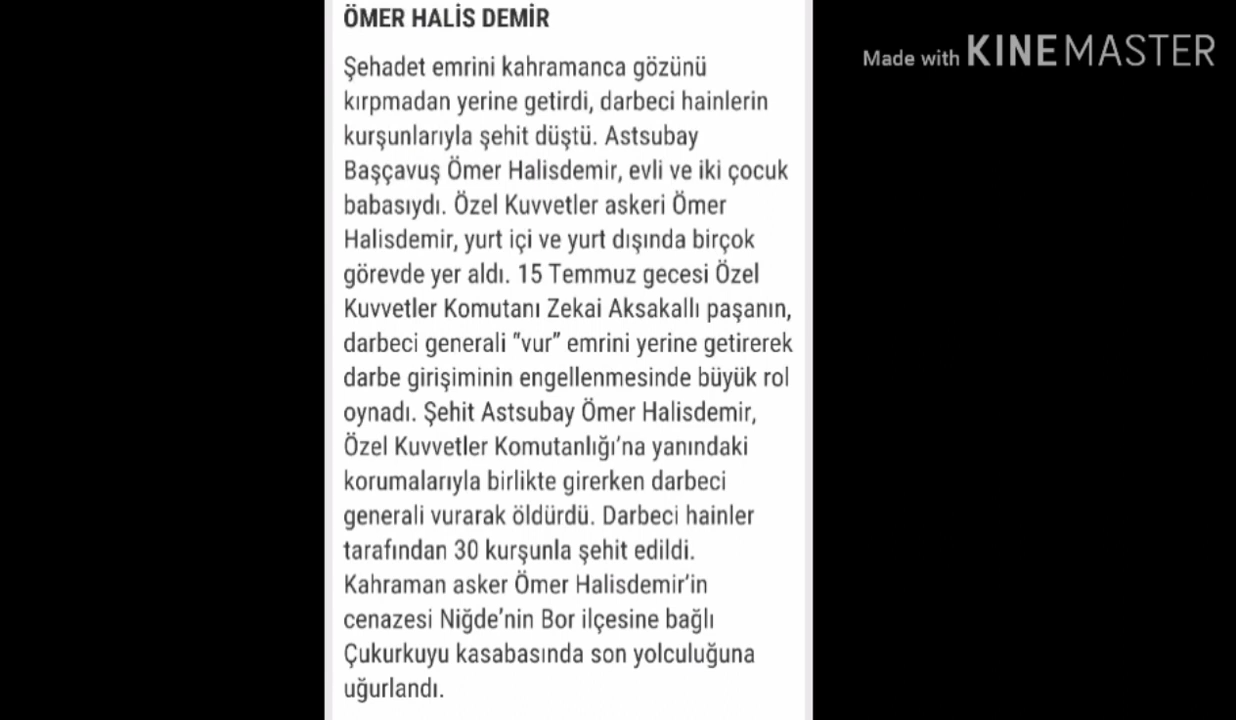 ÖMER HALİS DEMİR
Made with KINEMASTER
Şehadet emrini kahramanca gözünü
kırpmadan yerine getirdi, darbeci hainlerin
kurşunlarıyla şehit düştü. Astsubay
Başçavuş Ömer Halisdemir, evli ve iki çocuk
babasıydı. Özel Kuvvetler askeri Ömer
Halisdemir, yurt içi ve yurt dışında birçok
görevde yer aldı. 15 Temmuz gecesi Özel
Kuvvetler Komutanı Zekai Aksakallı paşanın,
darbeci generali “vur” emrini yerine getirerek
darbe girişiminin engellenmesinde büyük rol
oynadı. Şehit Astsubay Ömer Halisdemir,
Özel Kuvvetler Komutanlığı’na yanındaki
korumalarıyla birlikte girerken darbeci
generali vurarak öldürdü. Darbeci hainler
tarafından 30 kurşunla şehit edildi.
Kahraman asker Ömer Halisdemir’in
cenazesi Niğde’nin Bor ilçesine bağlı
Çukurkuyu kasabasında son yolculuğuna
uğurlandı.